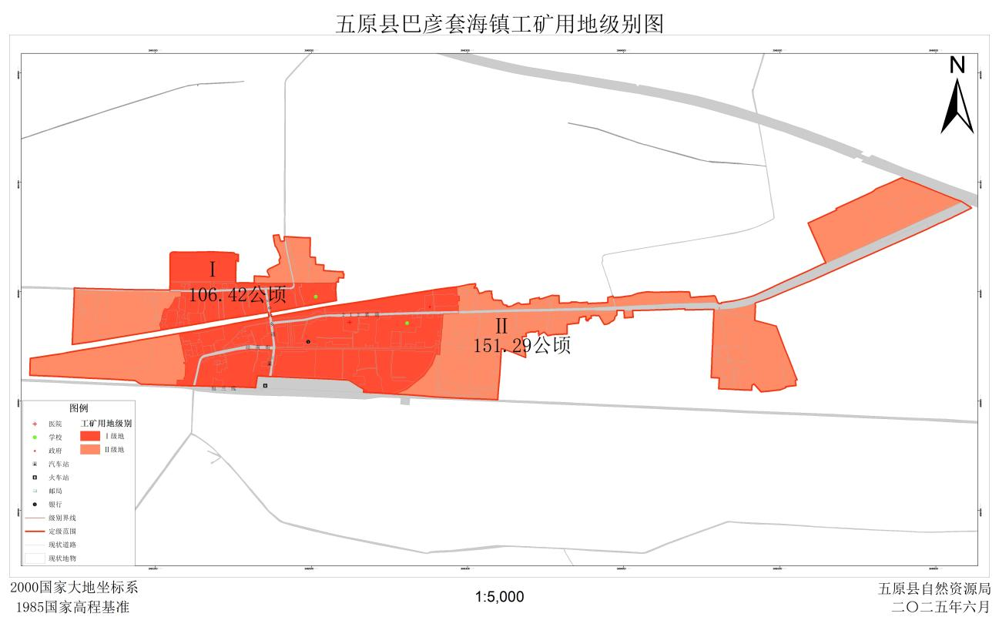 五原县巴彦套海镇工矿用地级别图
N
Ⅰ
106.42公顷
Ⅱ
151.29公顷
包兰线
图例
医院
学校
政府
汽车站
火车站
邮局
银行
级别界线
定级范围
现状道路
现状地物
工矿用地级别
Ⅰ级地
Ⅱ级地
2000国家大地坐标系
1985国家高程基准
1:5,000
五原县自然资源局
二〇二五年六月